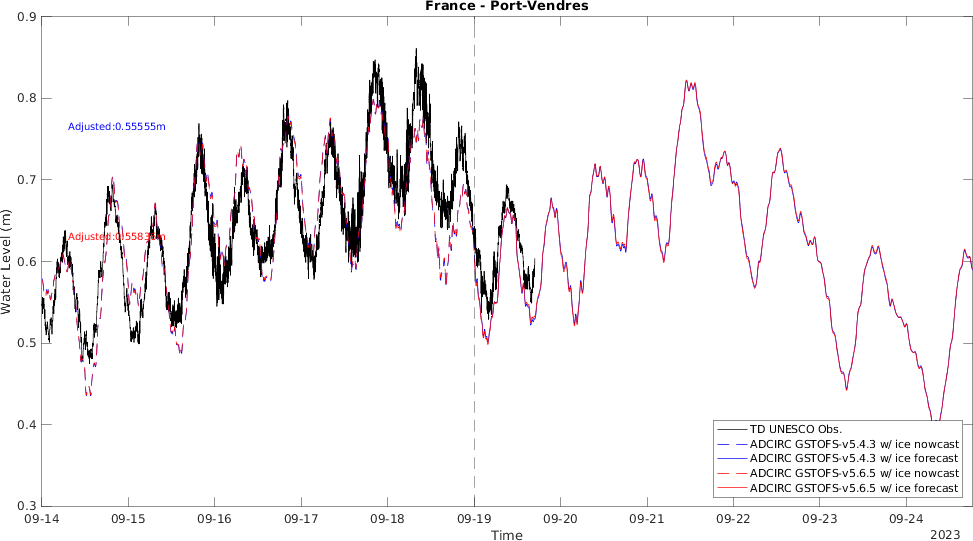 France - Port-Vendres
0.9
0.8
0.7
0.6
0.5
0.4
0.3
Water Level (m)
Adjusted:0.55555m
TD UNESCO Obs.
ADCIRC GSTOFS-v5.4.3 w/ ice nowcast
ADCIRC GSTOFS-v5.4.3 w/ ice forecast
ADCIRC GSTOFS-v5.6.5 w/ ice nowcast
ADCIRC GSTOFS-v5.6.5 w/ ice forecast
09-14 09-15 09-16 09-17 09-18 09-19 09-20 09-21 09-22 09-23 09-24
Time
2023